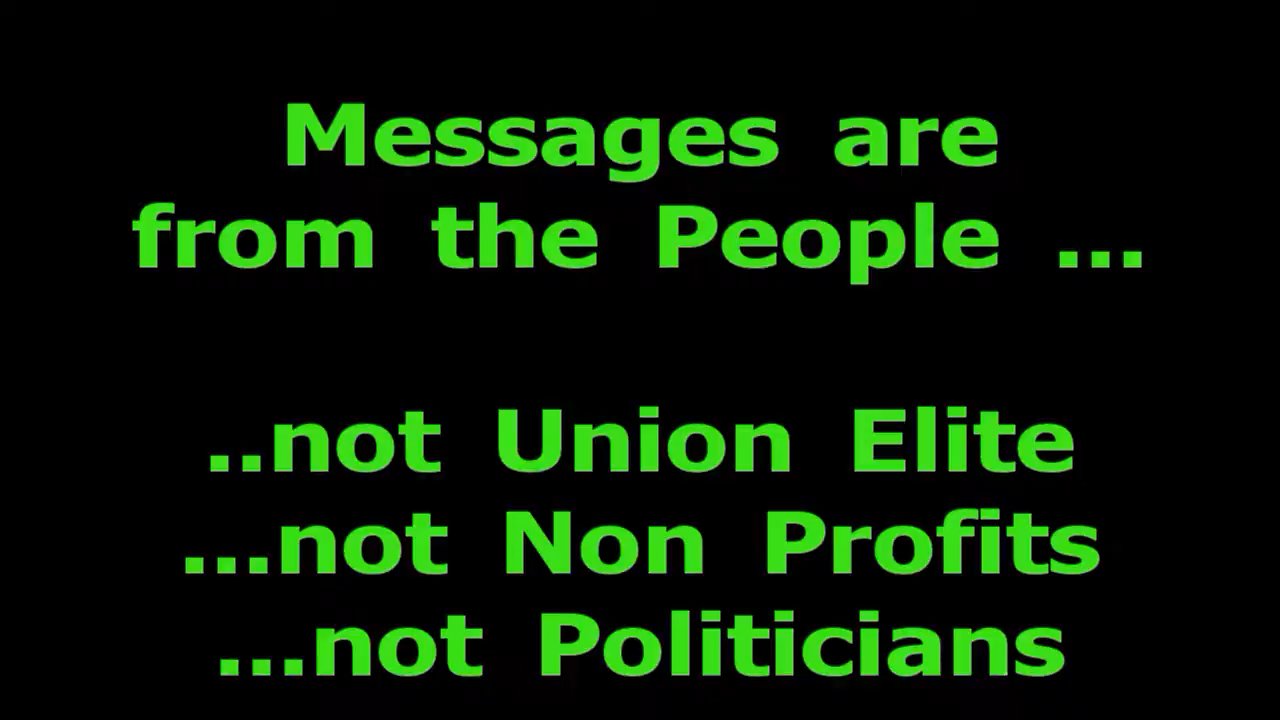 Messages are
from the People ...
..not Union Elite
...not Non Profits
...not Politicians